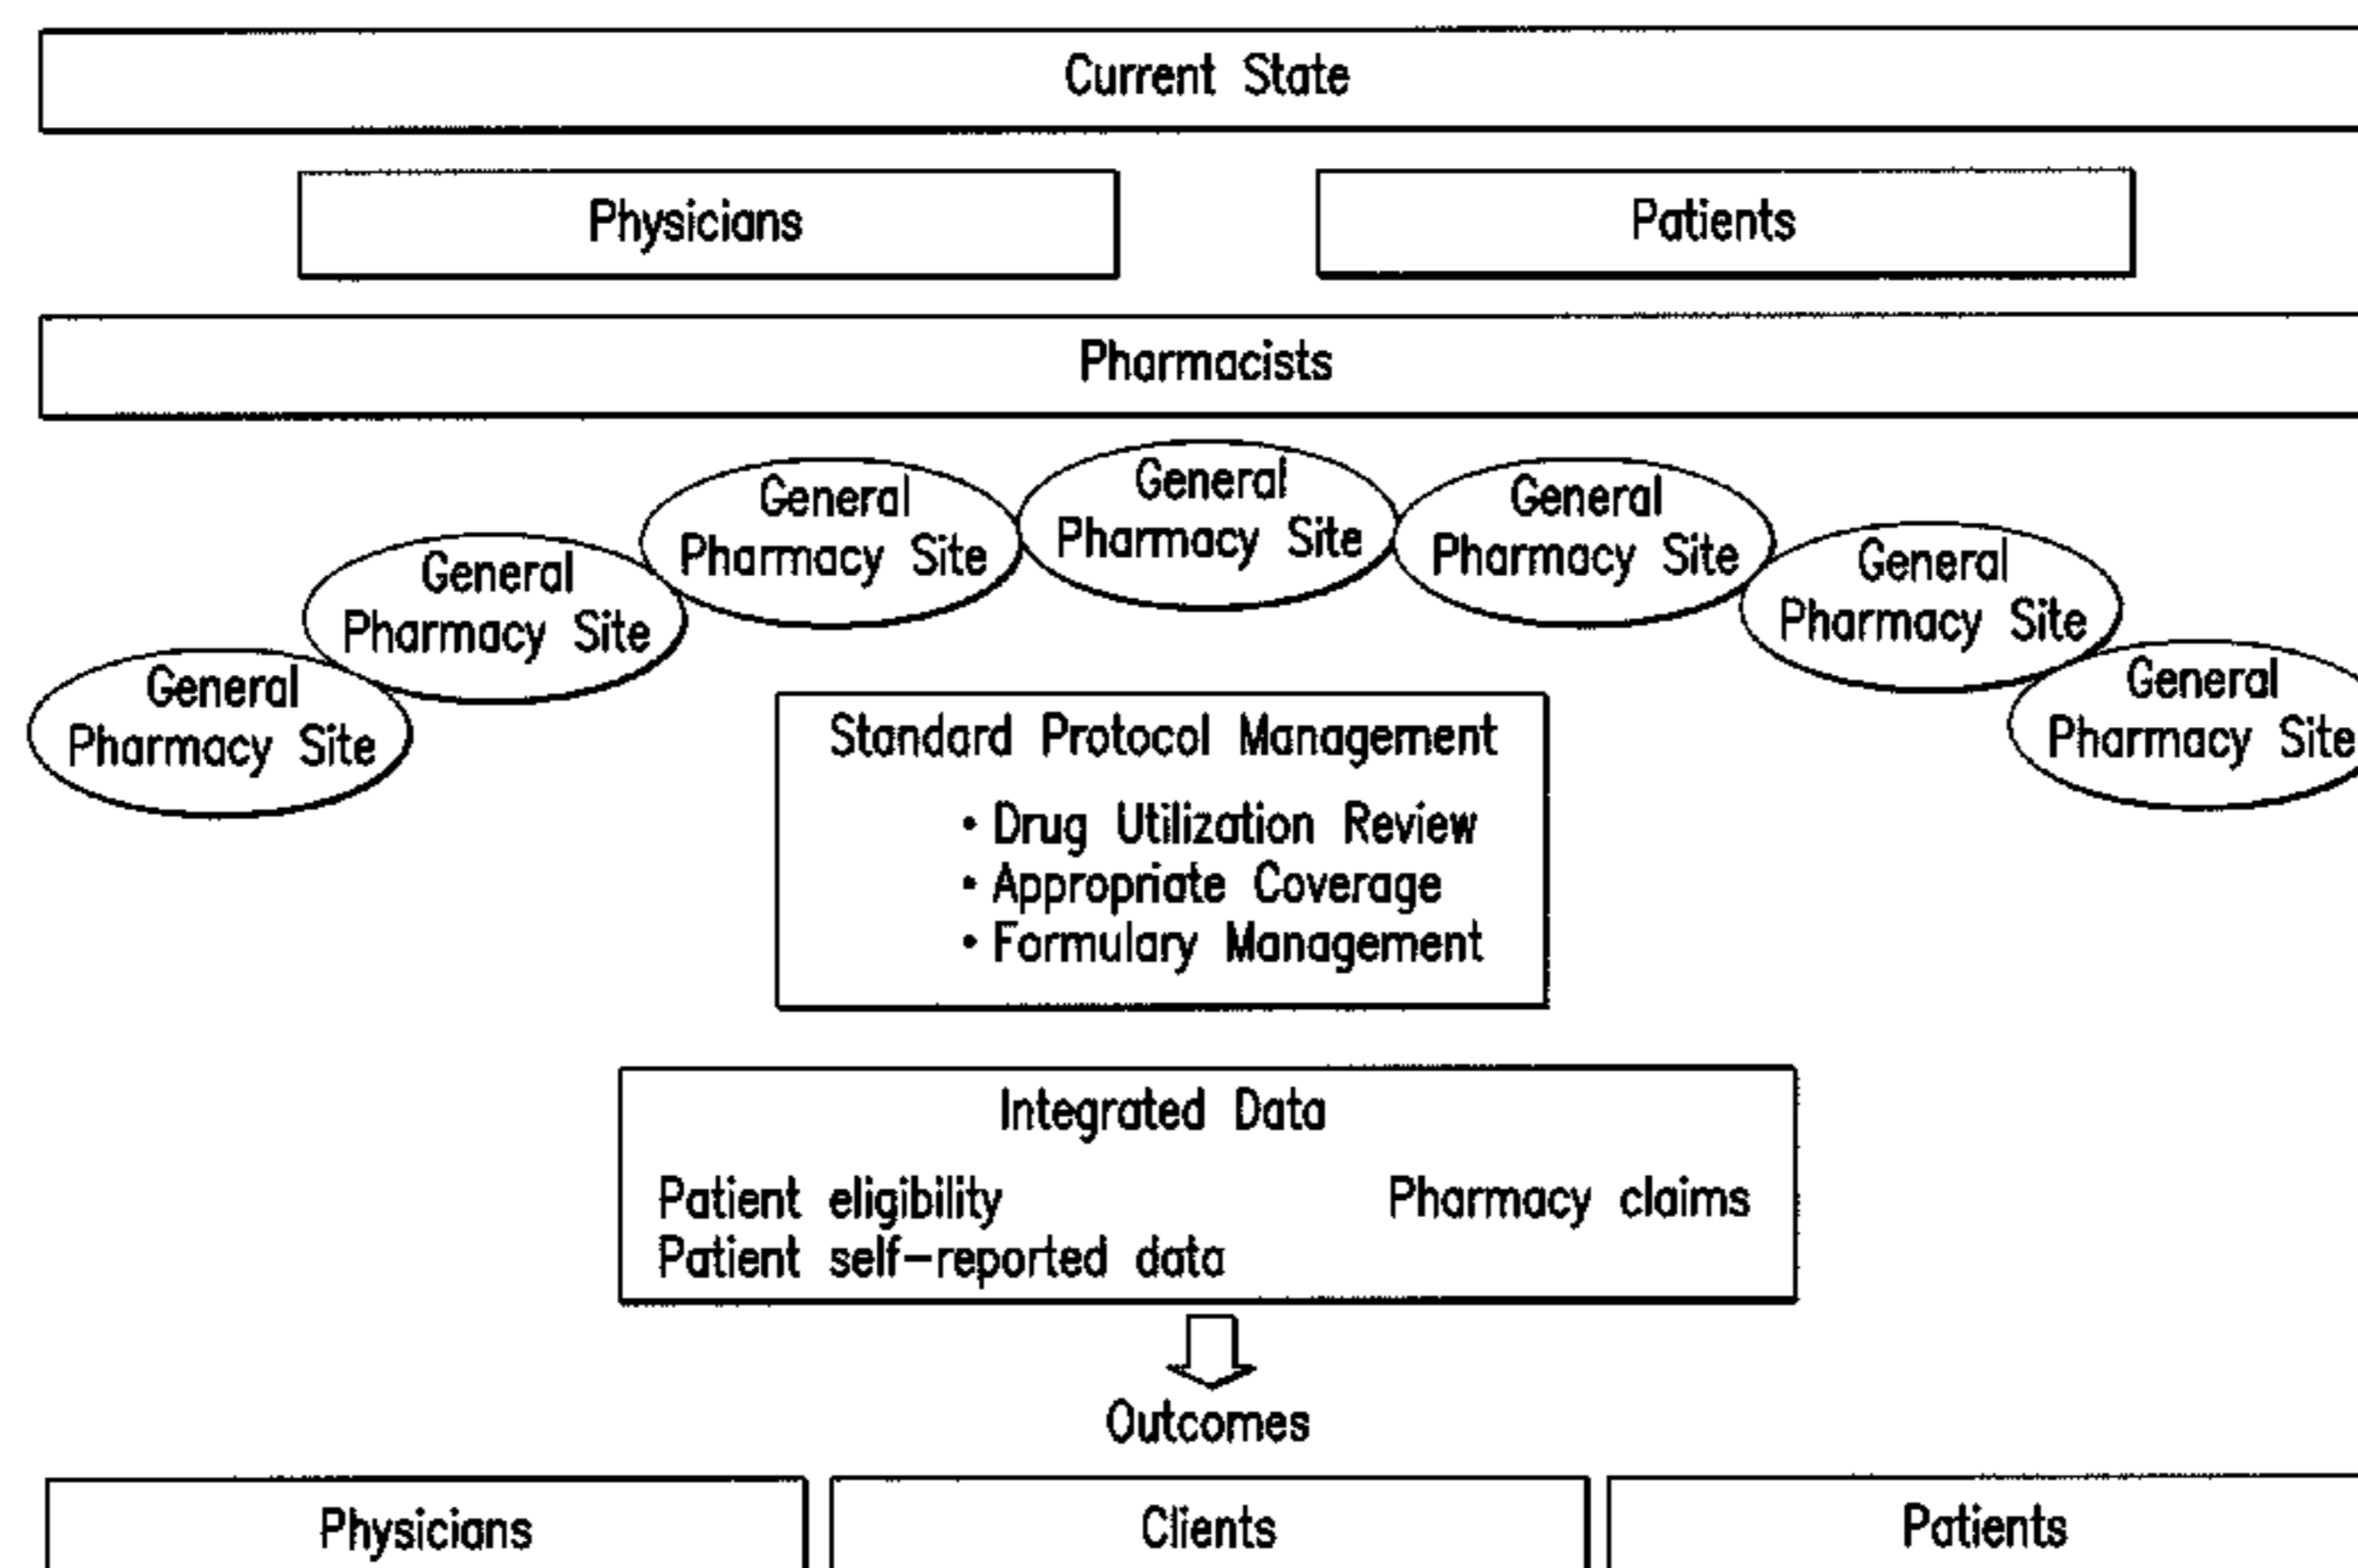 Current State
Physicians
Patients
Pharmacists
General
Pharmacy Site
General
Pharmacy Site
General
Pharmacy Site
General
Pharmacy Site
General
Pharmacy Site
General
Pharmacy Site
General
Pharmacy Site
Standard Protocol Management
• Drug Utilization Review
• Appropriate Coverage
• Formulary Management
Integrated Data
Patient eligibility
Pharmacy claims
Patient self-reported data
Outcomes
Physicians
Clients
Patients